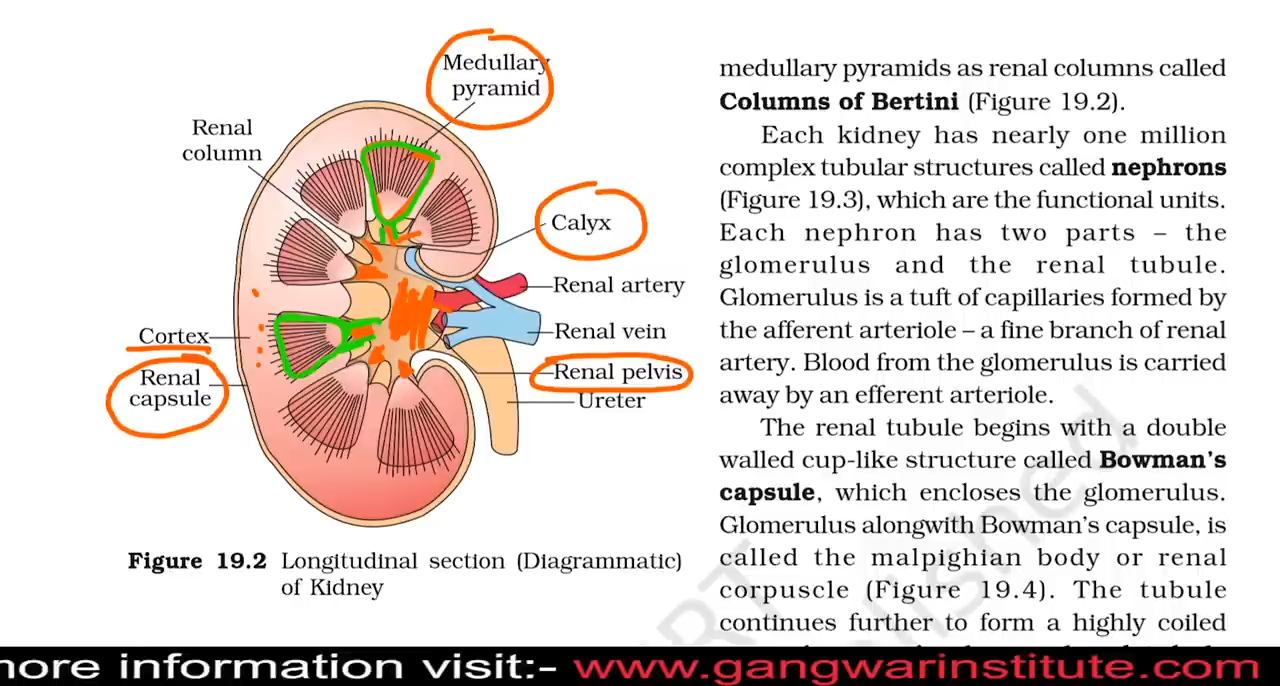 Medullary
pyramid
Renal
column
Calyx
Renal artery
Cortex
Renal vein
Renal
capsule
Renal pelvis
Ureter
Figure 19.2 Longitudinal section (Diagrammatic)
of Kidney
medullary pyramids as renal columns called
Columns of Bertini (Figure 19.2).
Each kidney has nearly one million
complex tubular structures called nephrons
(Figure 19.3), which are the functional units.
Each nephron has two parts – the
glomerulus and the renal tubule.
Glomerulus is a tuft of capillaries formed by
the afferent arteriole – a fine branch of renal
artery. Blood from the glomerulus is carried
away by an efferent arteriole.
The renal tubule begins with a double
walled cup-like structure called Bowman's
capsule, which encloses the glomerulus.
Glomerulus alongwith Bowman's capsule, is
called the malpighian body or renal
corpuscle (Figure 19.4). The tubule
continues further to form a highly coiled
more information visit:- www.gangwarinstitute.com